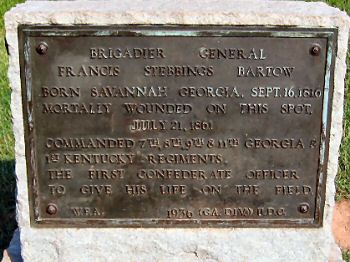 BRIGADIER GENERAL
FRANCIS STEBBINGS BARTOW
BORN SAVANNAH GEORGIA, SEPT. 16, 1816
MORTALLY WOUNDED ON THIS SPOT,
JULY 21, 1861.
COMMANDED 7TH, 8TH, 9TH & 11TH GEORGIA &
1ST KENTUCKY REGIMENTS.
THE FIRST CONFEDERATE OFFICER
TO GIVE HIS LIFE ON THE FIELD.
W.P.A. 1936 (GA. DIV.) U.D.C.